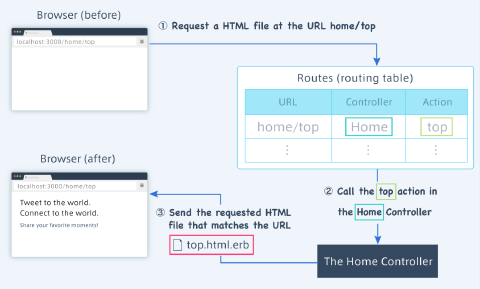 Browser (before)
localhost:3000/home/top
① Request a HTML file at the URL home/top
Routes (routing table)
URL Controller Action
home/top Home top
⋮ ⋮ ⋮
② Call the top action in
the Home Controller
The Home Controller
③ Send the requested HTML
file that matches the URL
top.html.erb
Browser (after)
localhost:3000/home/top
Tweet to the world.
Connect to the world.
Share your favorite moments!